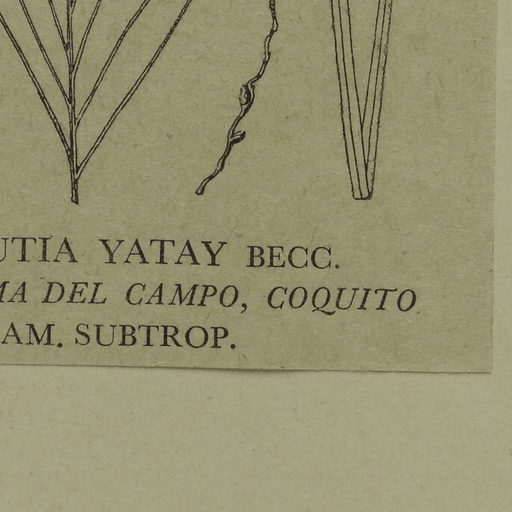 UTIA YATAY BECC.
MA DEL CAMPO, COQUITO
AM. SUBTROP.